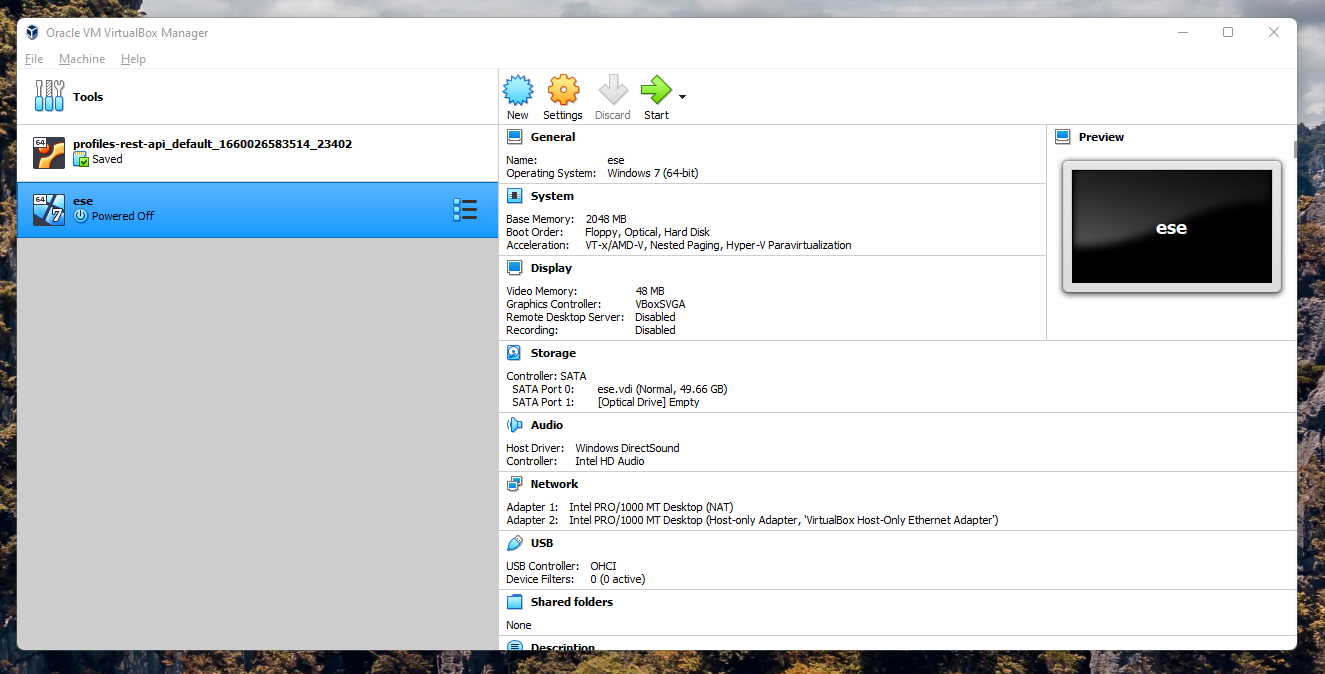 Oracle VM VirtualBox Manager
File Machine Help
Tools
New Settings Discard Start
64
profiles-rest-api_default_1660026583514_23402
Saved
64
7
ese
Powered Off
General
Name: ese
Operating System: Windows 7 (64-bit)
System
Base Memory: 2048 MB
Boot Order: Floppy, Optical, Hard Disk
Acceleration: VT-x/AMD-V, Nested Paging, Hyper-V Paravirtualization
Display
Video Memory: 48 MB
Graphics Controller: VBoxSVGA
Remote Desktop Server: Disabled
Recording: Disabled
Preview
ese
Storage
Controller: SATA
SATA Port 0: ese.vdi (Normal, 49.66 GB)
SATA Port 1: [Optical Drive] Empty
Audio
Host Driver: Windows DirectSound
Controller: Intel HD Audio
Network
Adapter 1: Intel PRO/1000 MT Desktop (NAT)
Adapter 2: Intel PRO/1000 MT Desktop (Host-only Adapter, 'VirtualBox Host-Only Ethernet Adapter')
USB
USB Controller: OHCI
Device Filters: 0 (0 active)
Shared folders
None
Description